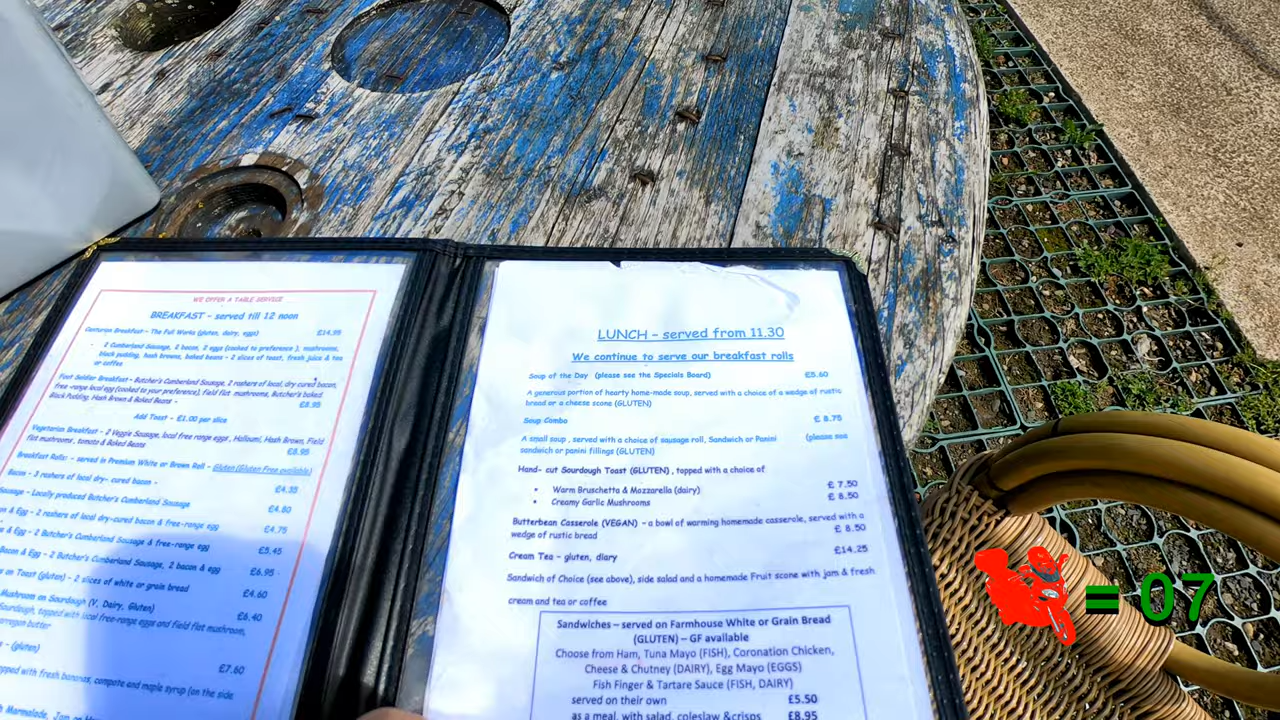 WE OFFER A TABLE SERVICE
BREAKFAST – served till 12 noon
Centurion Breakfast – The Full Works (gluten, dairy, eggs) £14.95
- 2 Cumberland Sausage, 2 bacon, 2 eggs (cooked to preference ), mushrooms,
black pudding, hash browns, baked beans – 2 slices of toast, fresh juice & tea
or coffee
Foot Soldier Breakfast – Butcher's Cumberland Sausage, 2 rashers of local, dry-cured bacon,
free-range local egg (cooked to your preference), field flat mushrooms, Butcher's baked
Black Pudding, Hash Brown & Baked Beans - £8.95
Add Toast - £1.00 per slice
Vegetarian Breakfast – 2 Veggie Sausage, local free range eggs, Halloumi, Hash Brown, Field
flat mushrooms , tomato & Baked Beans £8.95
Breakfast Rolls: - served in Premium White or Brown Roll – Gluten (Gluten Free available)
Bacon – 3 rashers of local dry- cured bacon - £4.35
Sausage – Locally produced Butcher's Cumberland Sausage £4.80
& Egg – 2 rashers of local dry-cured bacon & free-range egg £4.75
& Egg – 2 Butcher's Cumberland Sausage & free-range egg £5.45
Bacon & Egg – 2 Butcher's Cumberland Sausage, 2 bacon & egg £6.95
on Toast (gluten) – 2 slices of white or grain bread £4.60
Mushroom on Sourdough (V, Dairy, Gluten) £6.40
Sourdough, topped with local free-range eggs and field flat mushroom,
butter
- (gluten) £7.60
topped with fresh bananas, compote and maple syrup (on the side
Marmalade, Jam or
LUNCH – served from 11.30
We continue to serve our breakfast rolls
Soup of the Day (please see the Specials Board) £5.60
A generous portion of hearty home-made soup, served with a choice of a wedge of rustic
bread or a cheese scone (GLUTEN)
Soup Combo £ 8.75
A small soup , served with a choice of sausage roll, Sandwich or Panini (please see
sandwich or panini fillings (GLUTEN)
Hand- cut Sourdough Toast (GLUTEN) , topped with a choice of
• Warm Bruschetta & Mozzarella (dairy) £ 7.50
• Creamy Garlic Mushrooms £ 8.50
Butterbean Casserole (VEGAN) – a bowl of warming homemade casserole, served with a
wedge of rustic bread £ 8.50
Cream Tea – gluten, diary £14.25
Sandwich of Choice (see above), side salad and a homemade Fruit scone with jam & fresh
cream and tea or coffee
Sandwiches – served on Farmhouse White or Grain Bread
(GLUTEN) – GF available
Choose from Ham, Tuna Mayo (FISH), Coronation Chicken,
Cheese & Chutney (DAIRY), Egg Mayo (EGGS)
Fish Finger & Tartare Sauce (FISH, DAIRY)
served on their own £5.50
as a meal, with salad, coleslaw &crisps £8.95
= 07